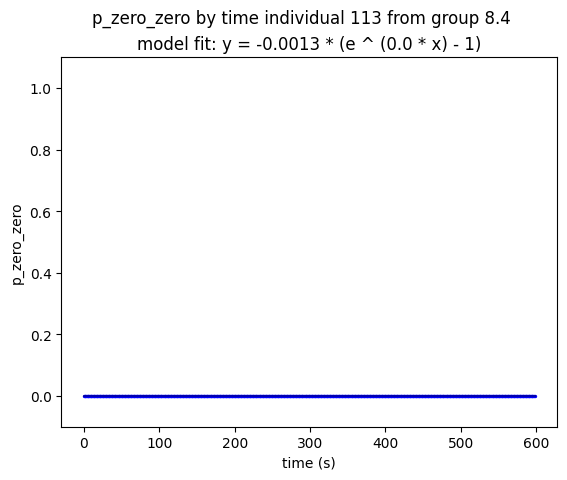 p_zero_zero by time individual 113 from group 8.4
model fit: y = -0.0013 * (e ^ (0.0 * x) - 1)
1.0
0.8
0.6
0.4
0.2
0.0
p_zero_zero
0 100 200 300 400 500 600
time (s)